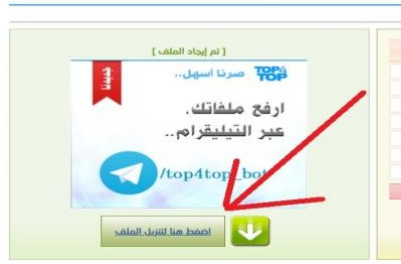 [ تم إيجاد الملف ]
جديدنا
TOP4TOP صرنا أسهل..
ارفع ملفاتك.
عبر التيليقرام..
/top4top_bot
اضغط هنا لتنزيل الملف